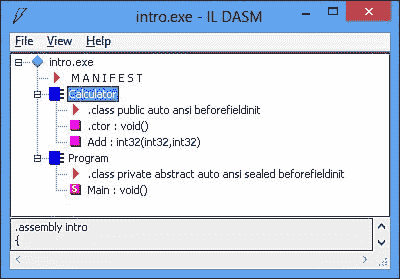 intro.exe - IL DASM
File View Help
intro.exe
MANIFEST
Calculator
.class public auto ansi beforefieldinit
.ctor : void()
Add : int32(int32,int32)
Program
.class private abstract auto ansi sealed beforefieldinit
S Main : void()
.assembly intro
{